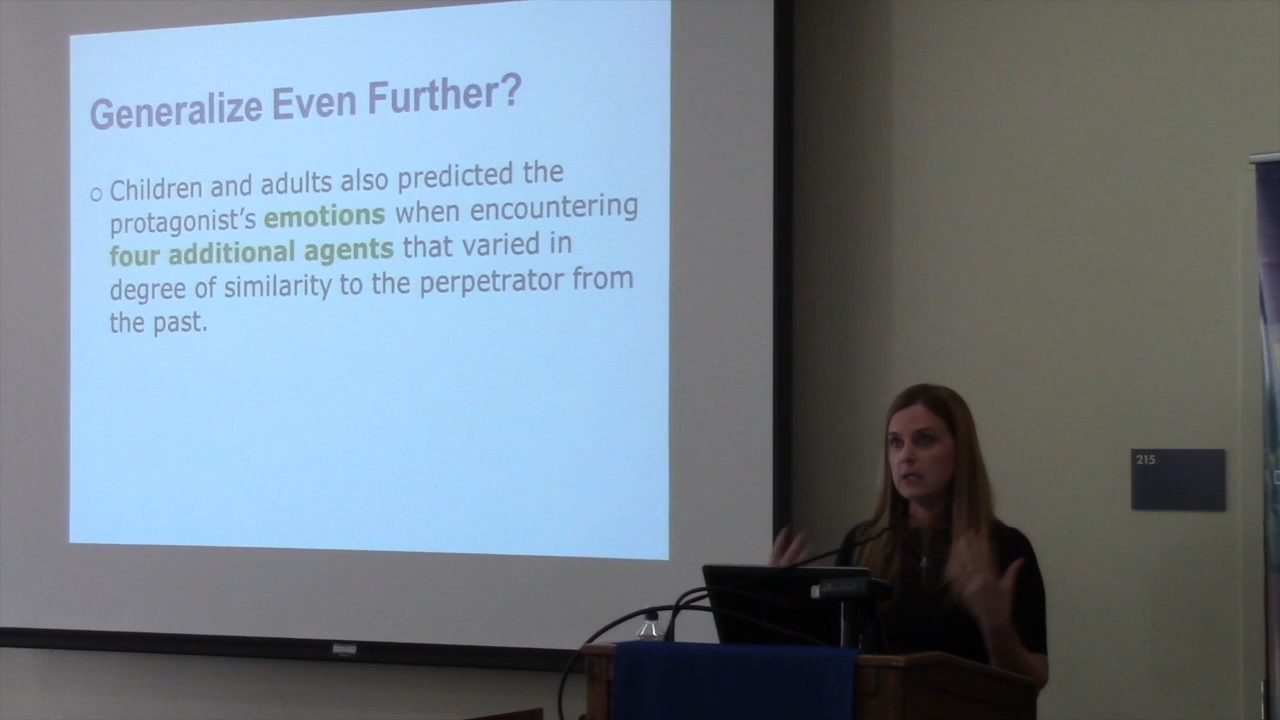 Generalize Even Further?
○ Children and adults also predicted the
protagonist's emotions when encountering
four additional agents that varied in
degree of similarity to the perpetrator from
the past.
215